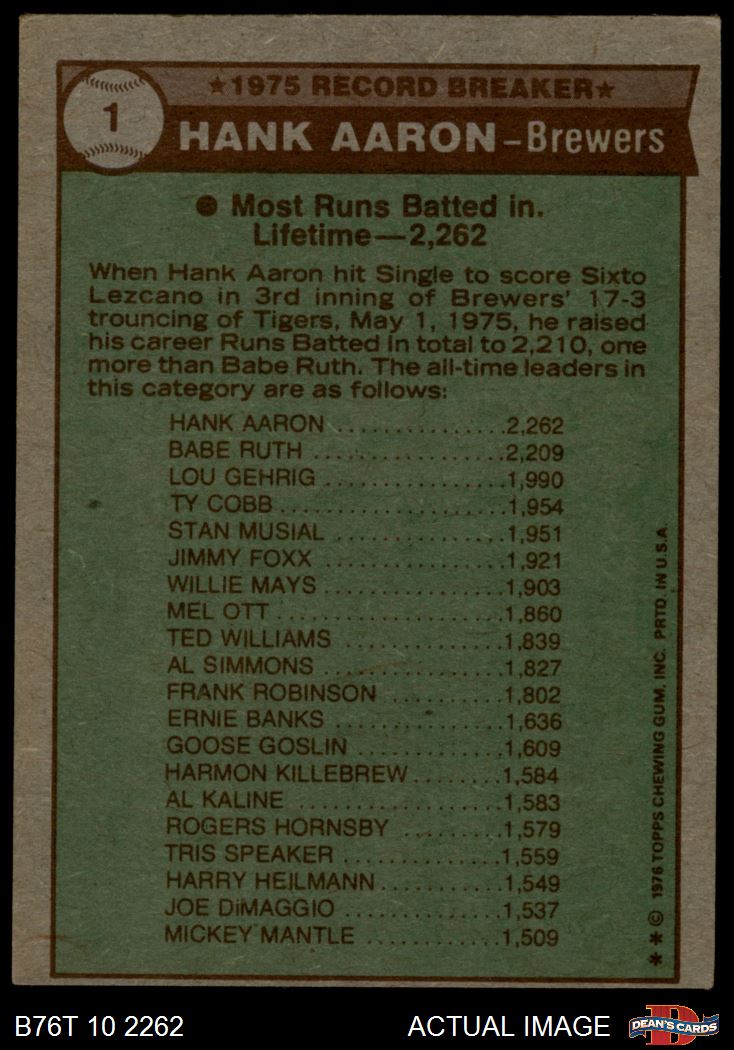 ★1975 RECORD BREAKER★
1
HANK AARON–Brewers
● Most Runs Batted in.
Lifetime—2,262
When Hank Aaron hit Single to score Sixto
Lezcano in 3rd inning of Brewers' 17-3
trouncing of Tigers, May 1, 1975, he raised
his career Runs Batted In total to 2,210, one
more than Babe Ruth. The all-time leaders in
this category are as follows:
HANK AARON ................2,262
BABE RUTH ..................2,209
LOU GEHRIG .................1,990
TY COBB .....................1,954
STAN MUSIAL ................1,951
JIMMY FOXX .................1,921
WILLIE MAYS ................1,903
MEL OTT .....................1,860
TED WILLIAMS ...............1,839
AL SIMMONS .................1,827
FRANK ROBINSON ...........1,802
ERNIE BANKS ................1,636
GOOSE GOSLIN ..............1,609
HARMON KILLEBREW ........1,584
AL KALINE ...................1,583
ROGERS HORNSBY ..........1,579
TRIS SPEAKER ...............1,559
HARRY HEILMANN ............1,549
JOE DiMAGGIO ...............1,537
MICKEY MANTLE .............1,509
★★© 1976 TOPPS CHEWING GUM, INC. PRTD. IN U.S.A.
B76T 10 2262 ACTUAL IMAGE D DEAN'S CARDS